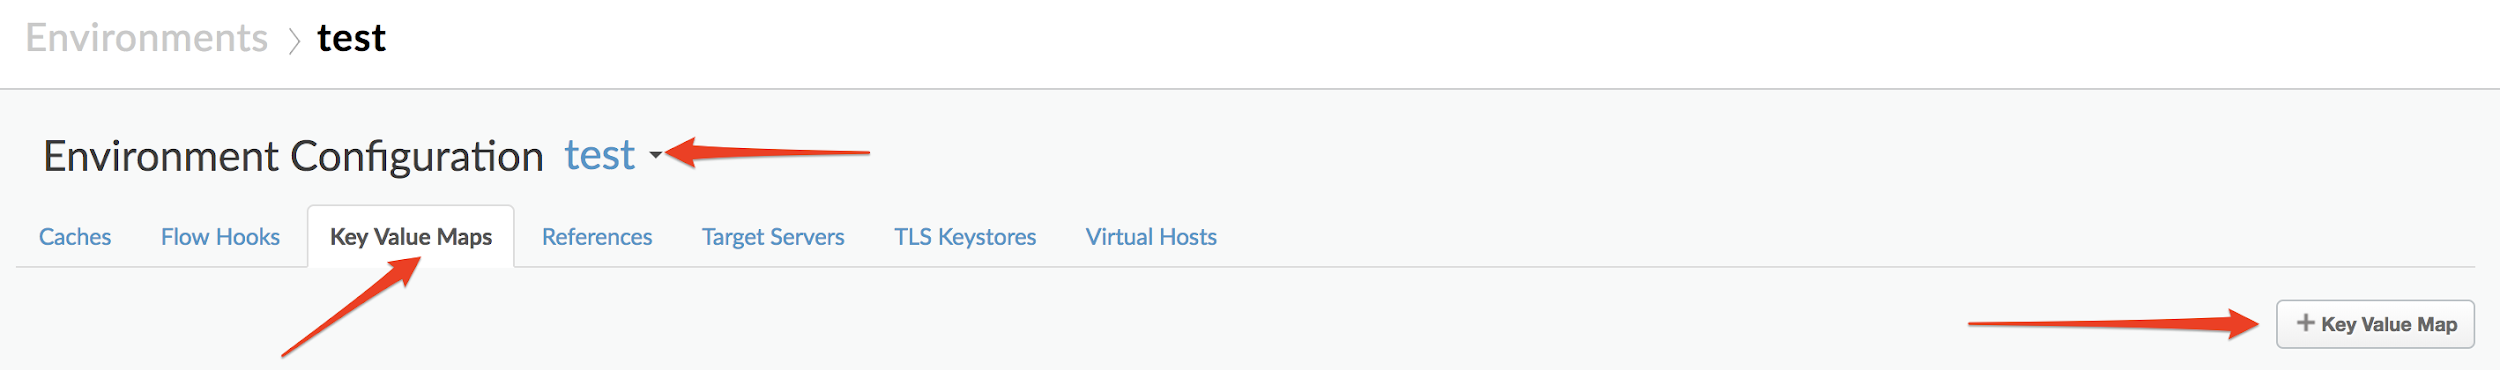 Environments > test
Environment Configuration test
Caches Flow Hooks Key Value Maps References Target Servers TLS Keystores Virtual Hosts
+ Key Value Map